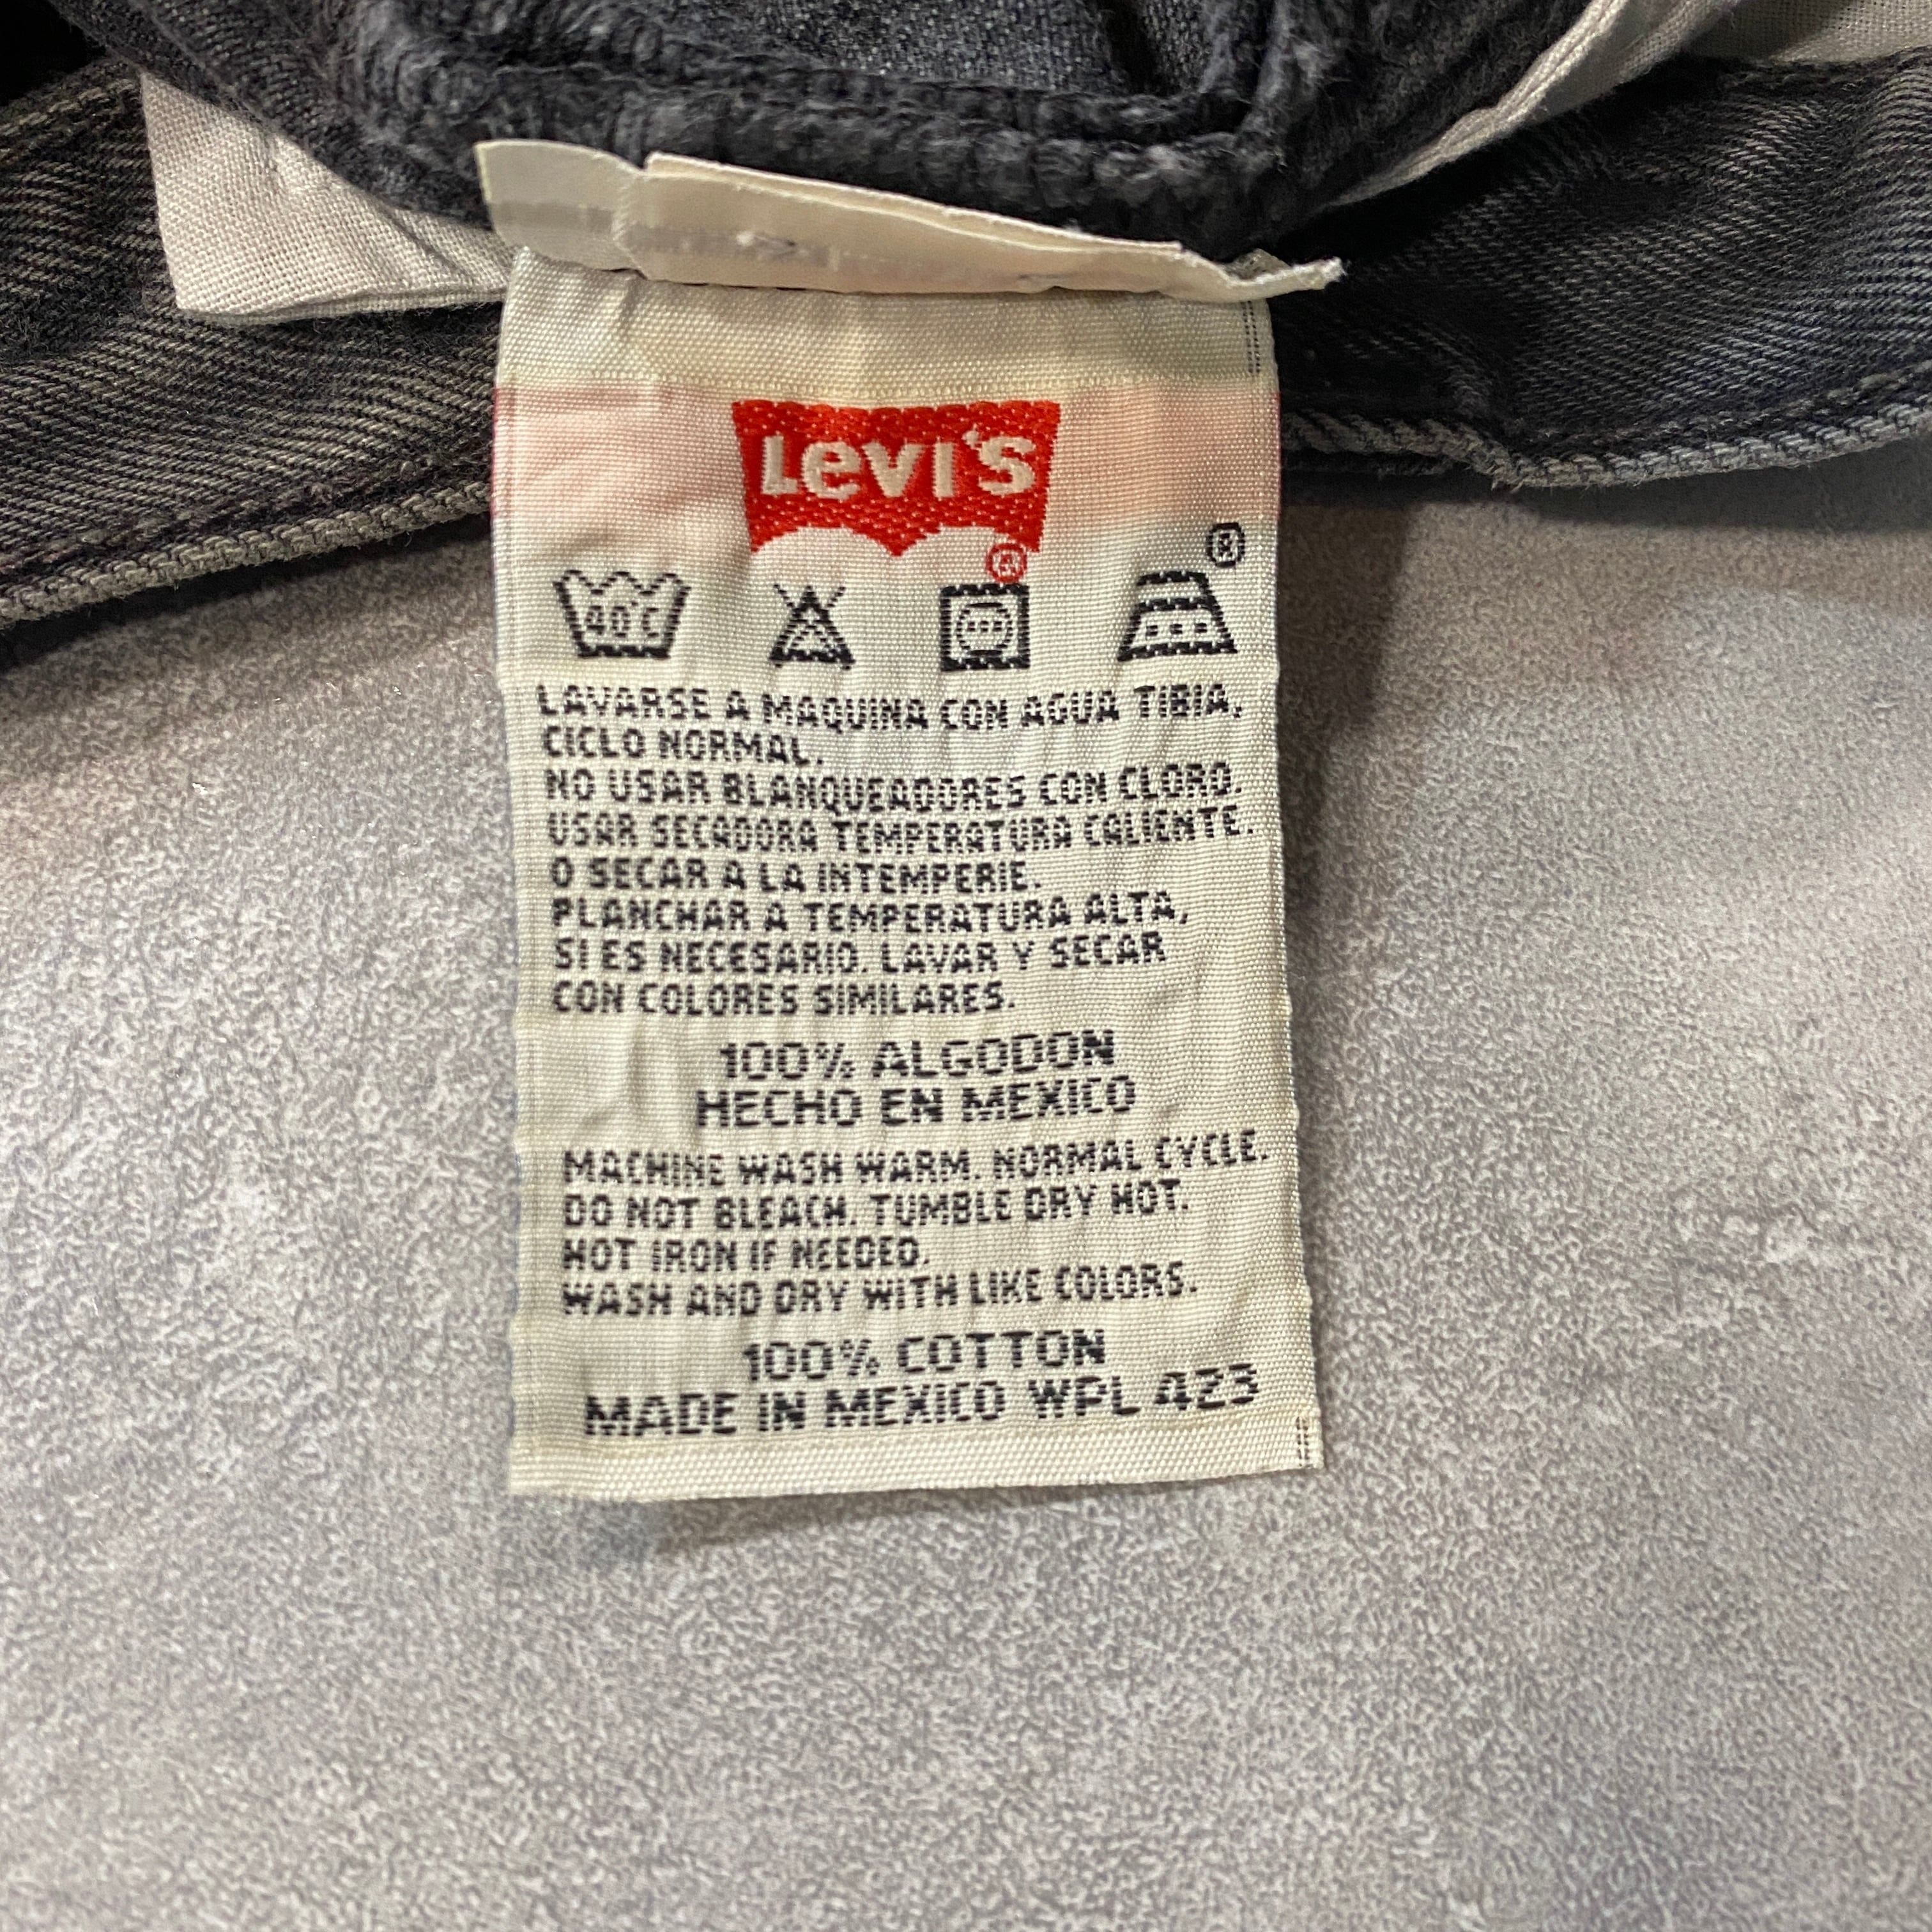 LEVI'S
®
®
40°C
LAVARSE A MAQUINA CON AGUA TIBIA,
CICLO NORMAL.
NO USAR BLANQUEADORES CON CLORO.
USAR SECADORA TEMPERATURA CALIENTE.
O SECAR A LA INTEMPERIE.
PLANCHAR A TEMPERATURA ALTA,
SI ES NECESARIO. LAVAR Y SECAR
CON COLORES SIMILARES.
100% ALGODON
HECHO EN MEXICO
MACHINE WASH WARM. NORMAL CYCLE.
DO NOT BLEACH. TUMBLE DRY HOT.
HOT IRON IF NEEDED.
WASH AND DRY WITH LIKE COLORS.
100% COTTON
MADE IN MEXICO WPL 423